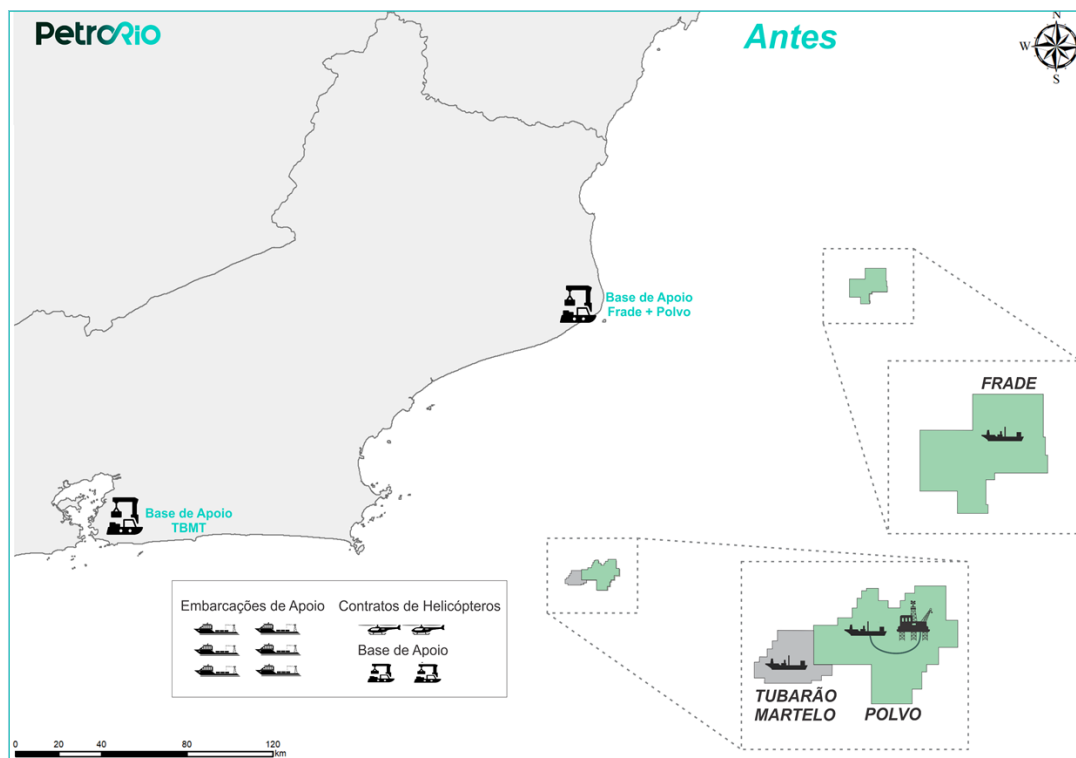 PetroRio
Antes
N
W
S
Base de Apoio
Frade + Polvo
FRADE
Base de Apoio
TBMT
Embarcações de Apoio
Contratos de Helicópteros
Base de Apoio
TUBARÃO
MARTELO
POLVO
0 20 40 60 80 120
km